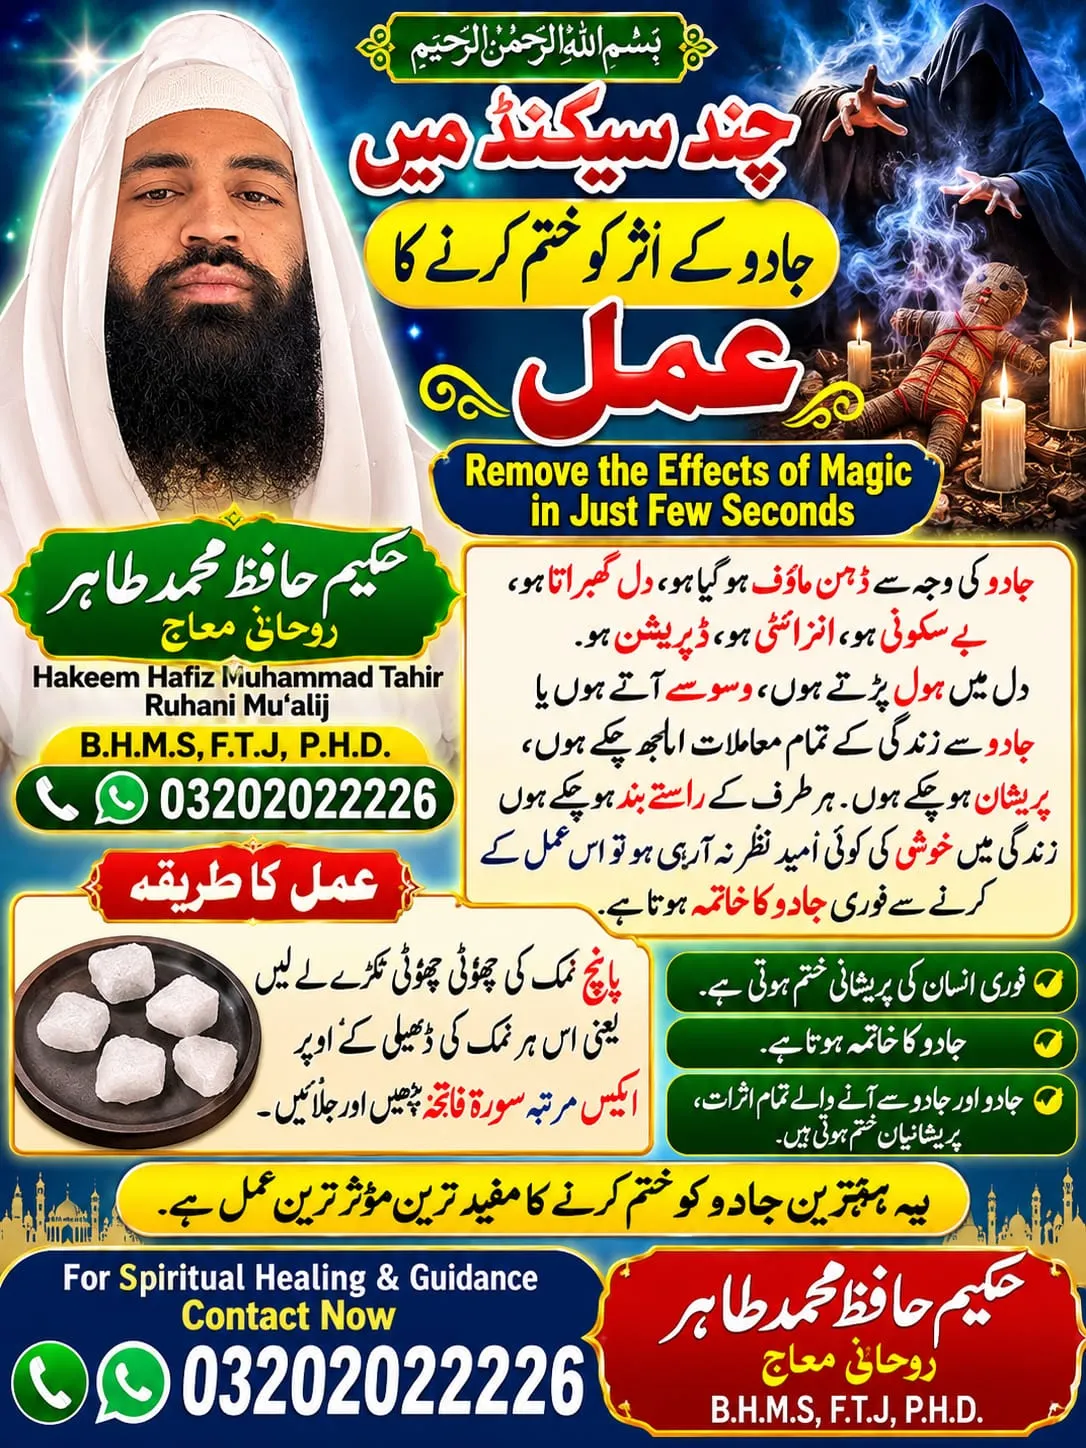 بَسْمِ اللهِ الرَّحْمٰنِ الرَّحِيْمِ
چند سیکنڈ میں
جادو کے اثر کو ختم کرنے کا
عمل
Remove the Effects of Magic
in Just Few Seconds
حکیم حافظ محمد طاہر
روحانی معاج
Hakeem Hafiz Muhammad Tahir
Ruhani Mu‘alij
B.H.M.S, F.T.J, P.H.D.
03202022226
جادو کی وجہ سے ذہن ماؤف ہو گیا ہو، دل گھبراتا ہو،
بے سکونی ہو، انزائٹی ہو، ڈپریشن ہو۔
دل میں ہول پڑتے ہوں، وسوسے آتے ہوں یا
جادو سے زندگی کے تمام معاملات الجھ چکے ہوں،
پریشان ہو چکے ہوں۔ ہر طرف کے راستے بند ہو چکے ہوں
زندگی میں خوشی کی کوئی اُمید نظر نہ آرہی ہو تو اس عمل کے
کرنے سے فوری جادو کا خاتمہ ہوتا ہے۔
عمل کا طریقہ
پانچ نمک کی چھوٹی چھوٹی ٹکڑے لے لیں
یعنی اس ہر نمک کی ڈھیلی کے اوپر
ایکس مرتبہ سورۃ فاتحہ پڑھیں اور جلائیں۔
فوری انسان کی پریشانی ختم ہوتی ہے۔
جادو کا خاتمہ ہوتا ہے۔
جادو اور جادو سے آنے والے تمام اثرات،
پریشانیان ختم ہوتی ہیں۔
یہ بہترین جادو کو ختم کرنے کا مفید ترین مؤثر ترین عمل ہے۔
For Spiritual Healing & Guidance
Contact Now
03202022226
حکیم حافظ محمد طاہر
روحانی معاج
B.H.M.S, F.T.J, P.H.D.